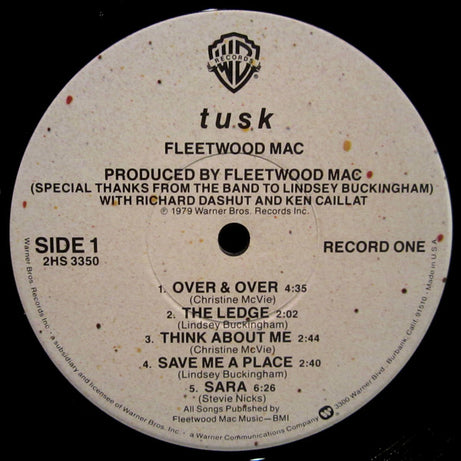 WB
RECORDS
®
tusk
FLEETWOOD MAC
PRODUCED BY FLEETWOOD MAC
(SPECIAL THANKS FROM THE BAND TO LINDSEY BUCKINGHAM)
WITH RICHARD DASHUT AND KEN CAILLAT
℗ 1979 Warner Bros. Records Inc.
SIDE 1
2HS 3350
RECORD ONE
1. OVER & OVER 4:35
(Christine McVie)
2. THE LEDGE 2:02
(Lindsey Buckingham)
3. THINK ABOUT ME 2:44
(Christine McVie)
4. SAVE ME A PLACE 2:40
(Lindsey Buckingham)
5. SARA 6:26
(Stevie Nicks)
All Songs Published by
Fleetwood Mac Music—BMI
Warner Bros. Records Inc. · a subsidiary and licensee of Warner Bros. Inc. · a Warner Communications Company · 3300 Warner Blvd., Burbank, Calif. 91510 · Made in U.S.A.